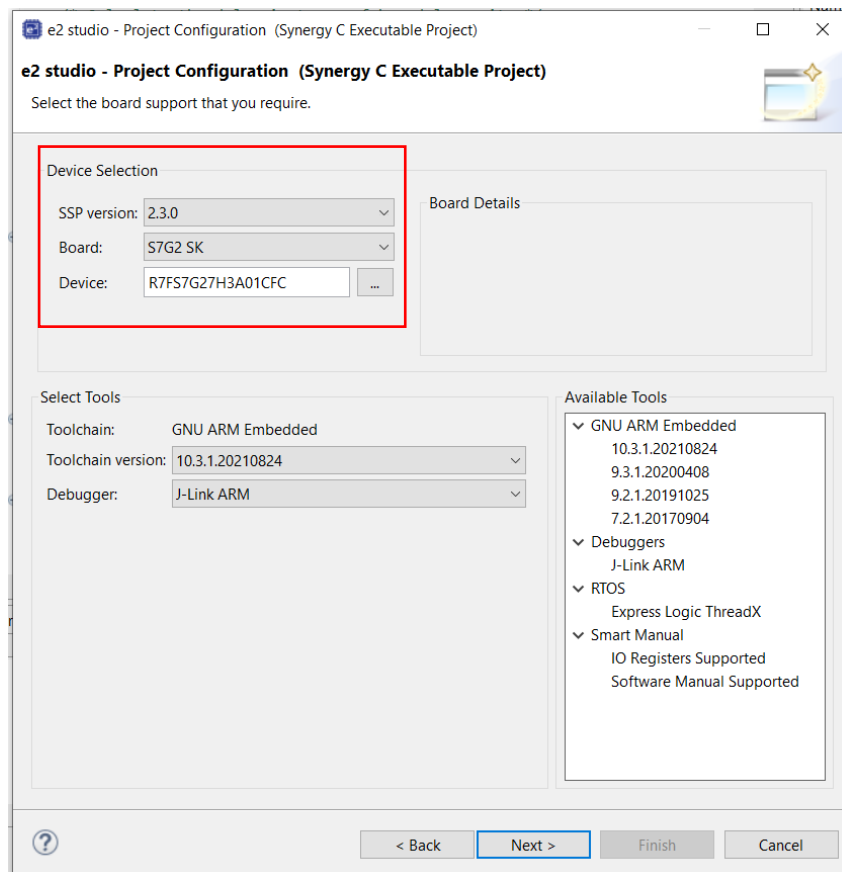 e2 studio - Project Configuration (Synergy C Executable Project)
e2 studio - Project Configuration (Synergy C Executable Project)
Select the board support that you require.
Device Selection
SSP version: 2.3.0
Board: S7G2 SK
Device: R7FS7G27H3A01CFC ...
Board Details
Select Tools
Toolchain: GNU ARM Embedded
Toolchain version: 10.3.1.20210824
Debugger: J-Link ARM
Available Tools
GNU ARM Embedded
10.3.1.20210824
9.3.1.20200408
9.2.1.20191025
7.2.1.20170904
Debuggers
J-Link ARM
RTOS
Express Logic ThreadX
Smart Manual
IO Registers Supported
Software Manual Supported
? < Back Next > Finish Cancel